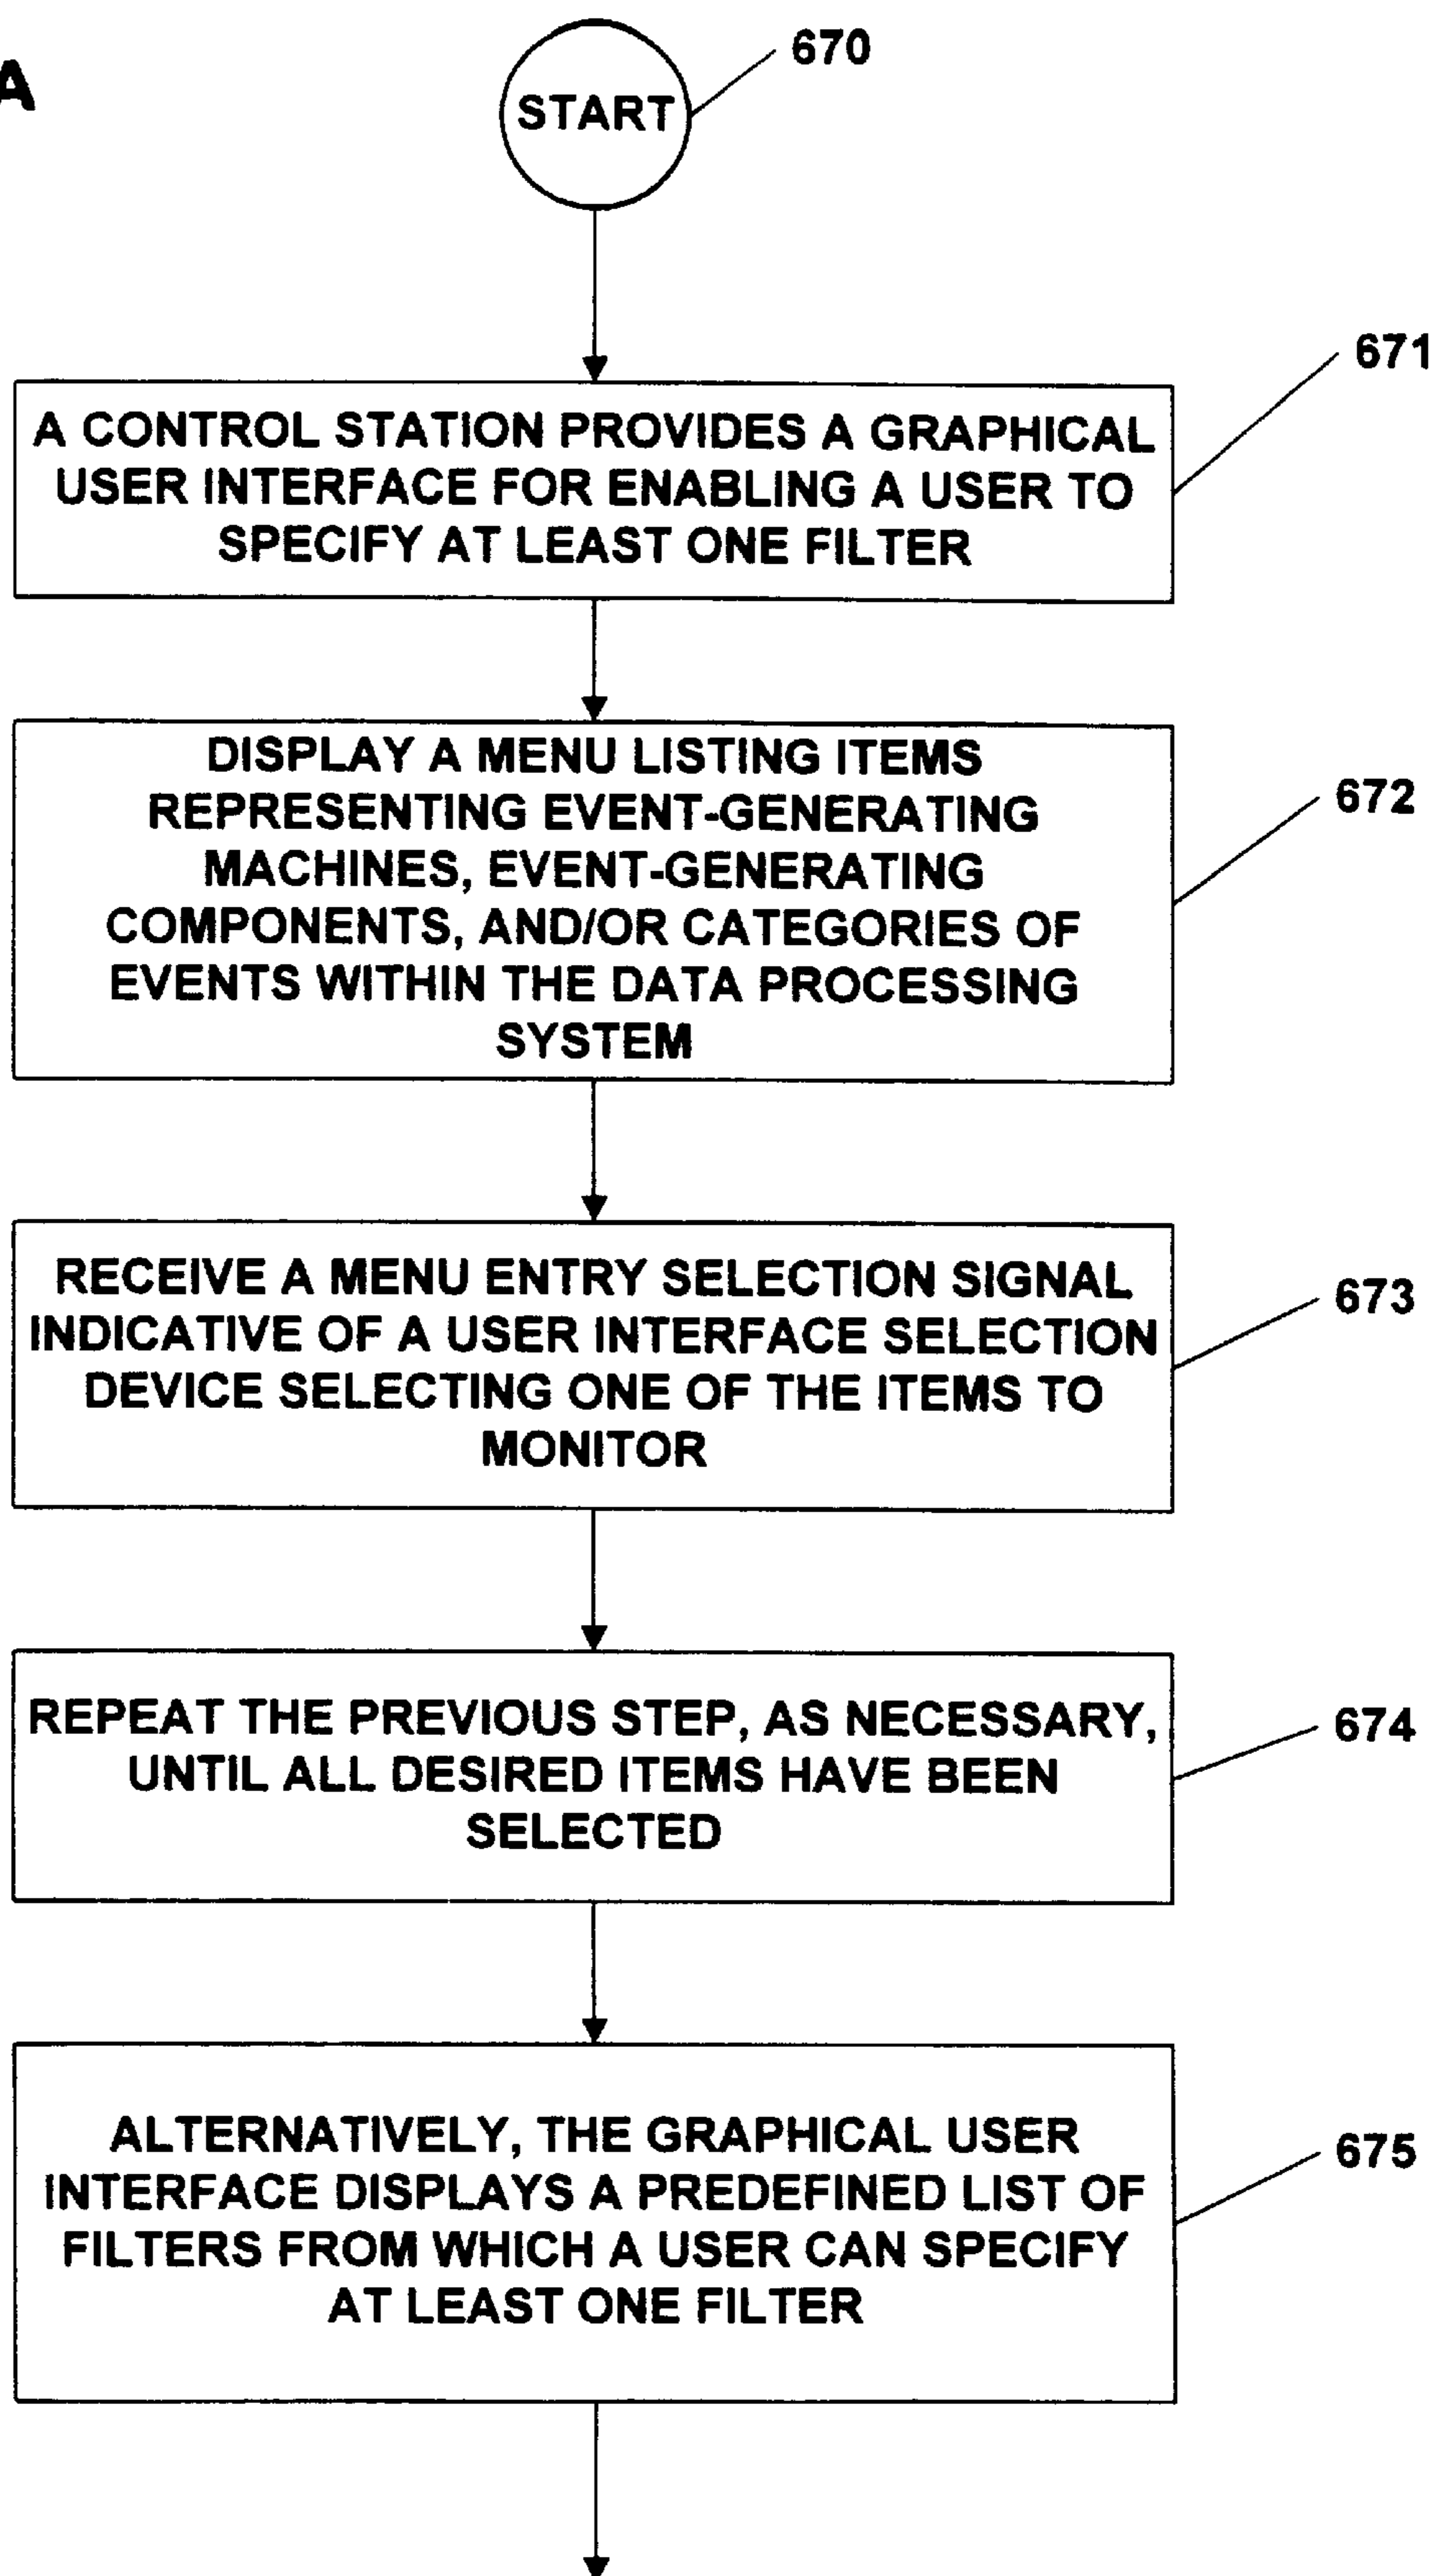 A
START
670
671
A CONTROL STATION PROVIDES A GRAPHICAL
USER INTERFACE FOR ENABLING A USER TO
SPECIFY AT LEAST ONE FILTER
DISPLAY A MENU LISTING ITEMS
REPRESENTING EVENT-GENERATING
MACHINES, EVENT-GENERATING
COMPONENTS, AND/OR CATEGORIES OF
EVENTS WITHIN THE DATA PROCESSING
SYSTEM
672
RECEIVE A MENU ENTRY SELECTION SIGNAL
INDICATIVE OF A USER INTERFACE SELECTION
DEVICE SELECTING ONE OF THE ITEMS TO
MONITOR
673
REPEAT THE PREVIOUS STEP, AS NECESSARY,
UNTIL ALL DESIRED ITEMS HAVE BEEN
SELECTED
674
ALTERNATIVELY, THE GRAPHICAL USER
INTERFACE DISPLAYS A PREDEFINED LIST OF
FILTERS FROM WHICH A USER CAN SPECIFY
AT LEAST ONE FILTER
675